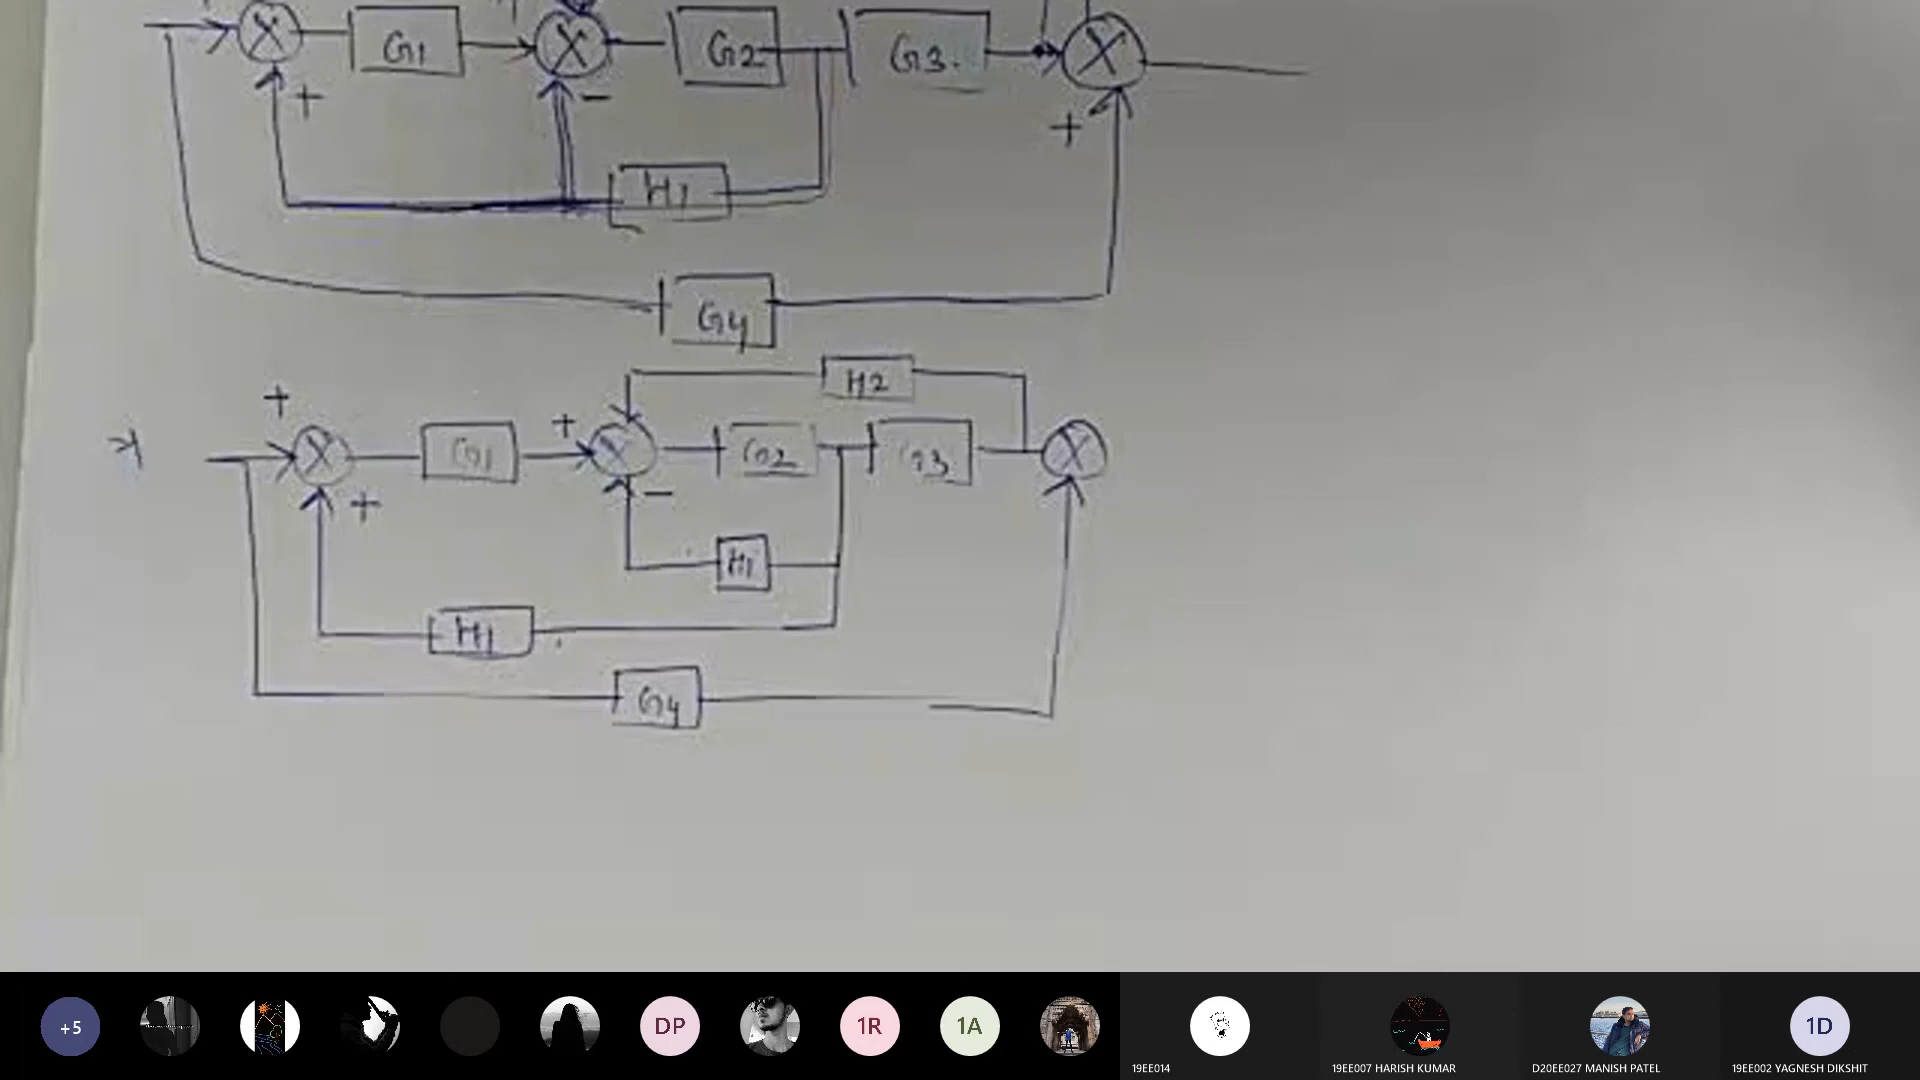 G1 G2 G3.
+ -
+
H1
G4
H2
+
+ G1 G2 G3
+ -
H1
H1
G4
+5 DP 1R 1A 1D
19EE014 19EE007 HARISH KUMAR D20EE027 MANISH PATEL 19EE002 YAGNESH DIKSHIT